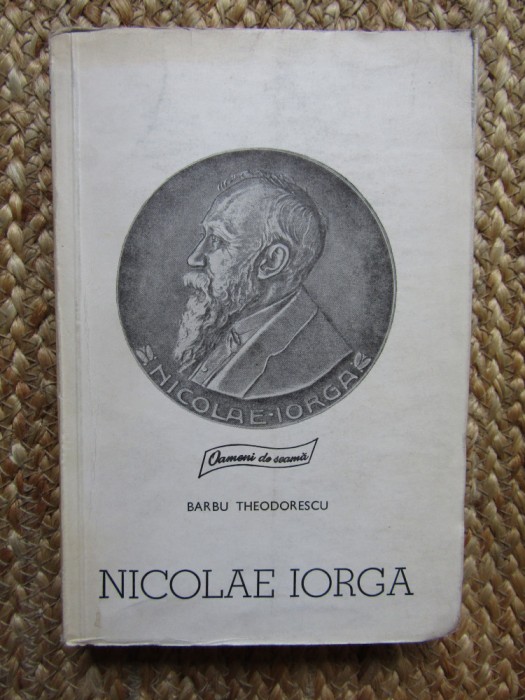 NICOLAE·IORGA
Oameni de seamă
BARBU THEODORESCU
NICOLAE IORGA